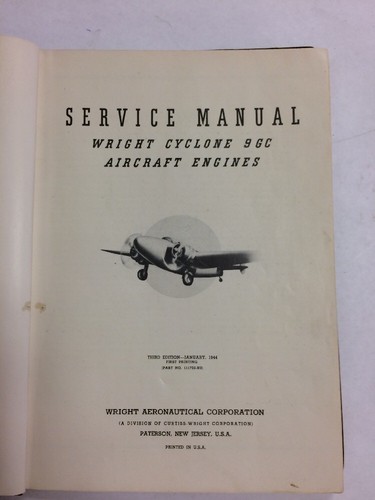 SERVICE MANUAL
WRIGHT CYCLONE 9GC
AIRCRAFT ENGINES
THIRD EDITION—JANUARY, 1944
FIRST PRINTING
WRIGHT AERONAUTICAL CORPORATION
(A DIVISION OF CURTISS WRIGHT CORPORATION)
PATERSON, NEW JERSEY, U.S.A.
PRINTED IN U.S.A.